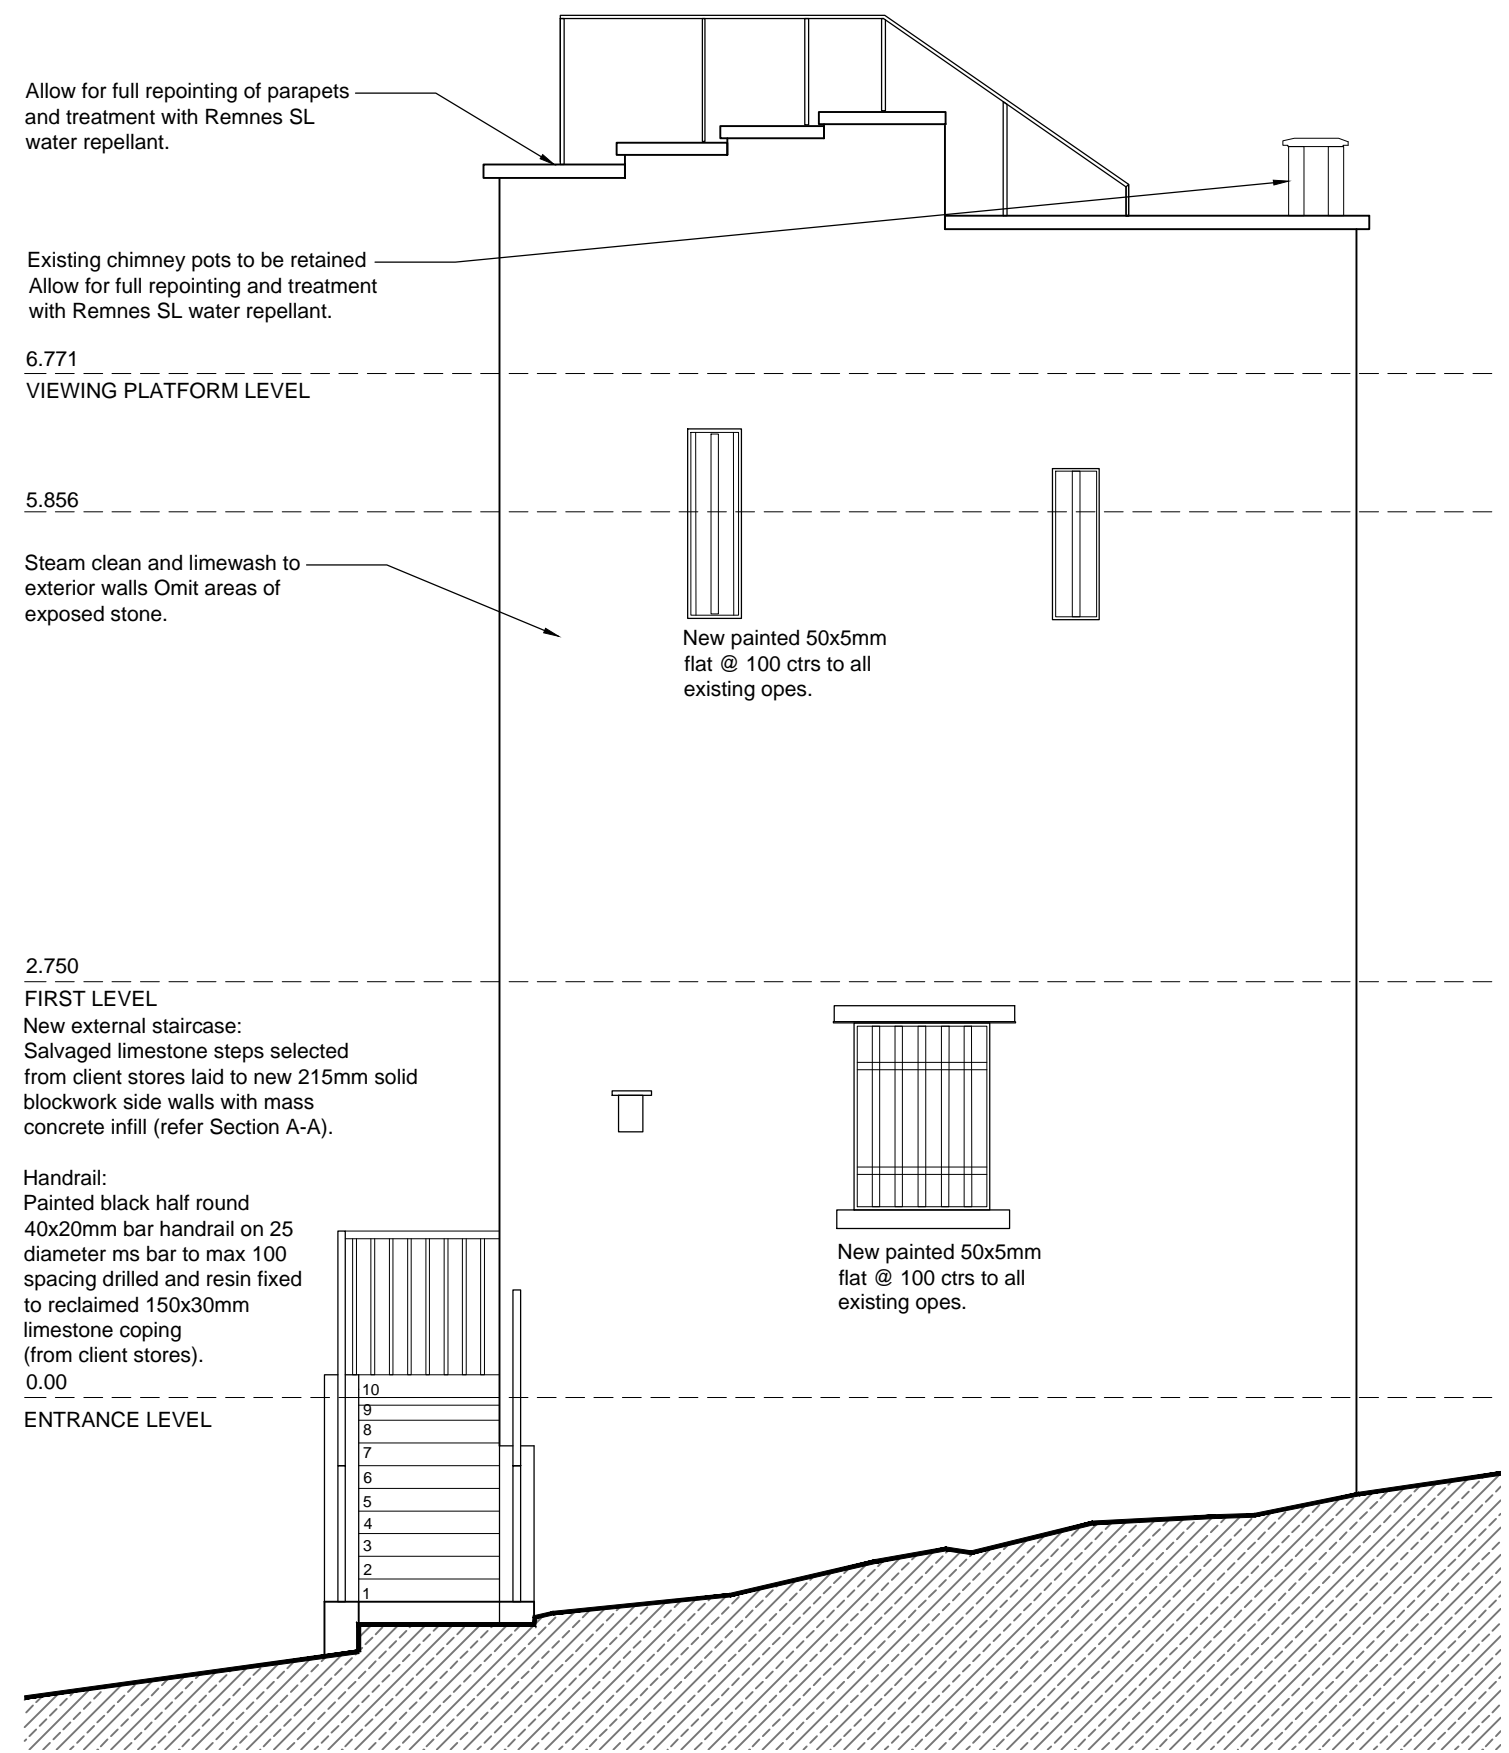 Allow for full repointing of parapets
and treatment with Remnes SL
water repellant.
Existing chimney pots to be retained
Allow for full repointing and treatment
with Remnes SL water repellant.
6.771
VIEWING PLATFORM LEVEL
5.856
Steam clean and limewash to
exterior walls Omit areas of
exposed stone.
New painted 50x5mm
flat @ 100 ctrs to all
existing opes.
2.750
FIRST LEVEL
New external staircase:
Salvaged limestone steps selected
from client stores laid to new 215mm solid
blockwork side walls with mass
concrete infill (refer Section A-A).
Handrail:
Painted black half round
40x20mm bar handrail on 25
diameter ms bar to max 100
spacing drilled and resin fixed
to reclaimed 150x30mm
limestone coping
(from client stores).
New painted 50x5mm
flat @ 100 ctrs to all
existing opes.
0.00
ENTRANCE LEVEL
10
9
8
7
6
5
4
3
2
1